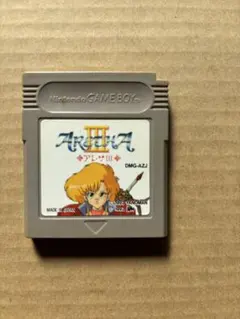 Nintendo GAME BOY
ARETHA
III
アレサIII
DMG-AZJ
MADE IN JAPAN